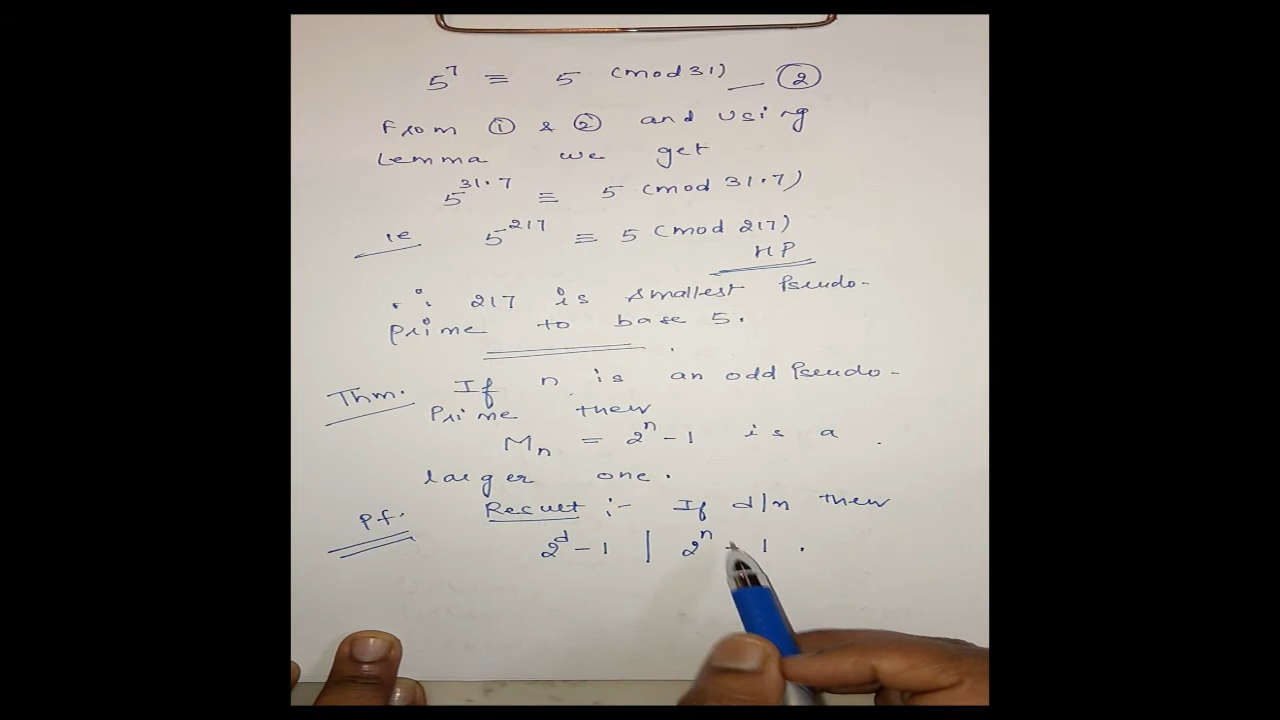 5^7 ≡ 5 (mod 31) — ②
From ① & ② and using
Lemma we get
5^31·7 ≡ 5 (mod 31·7)
ie 5^217 ≡ 5 (mod 217)
HP
∴ 217 is smallest Pseudo-
prime to base 5.
Thm. If n is an odd Pseudo-
Prime then
M_n = 2^n - 1 is a
larger one.
Pf. Result :- If d|n then
2^d - 1 | 2^n - 1 .